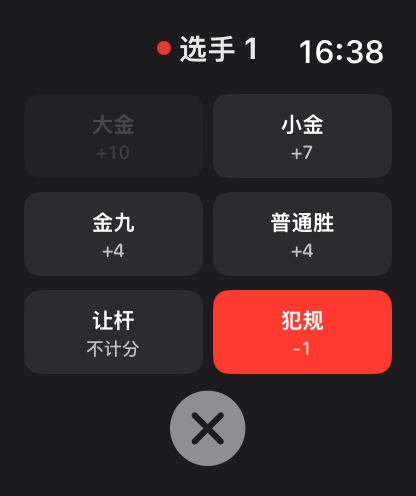 选手 1 16:38
大金 小金
+10 +7
金九 普通胜
+4 +4
让杆 犯规
不计分 -1